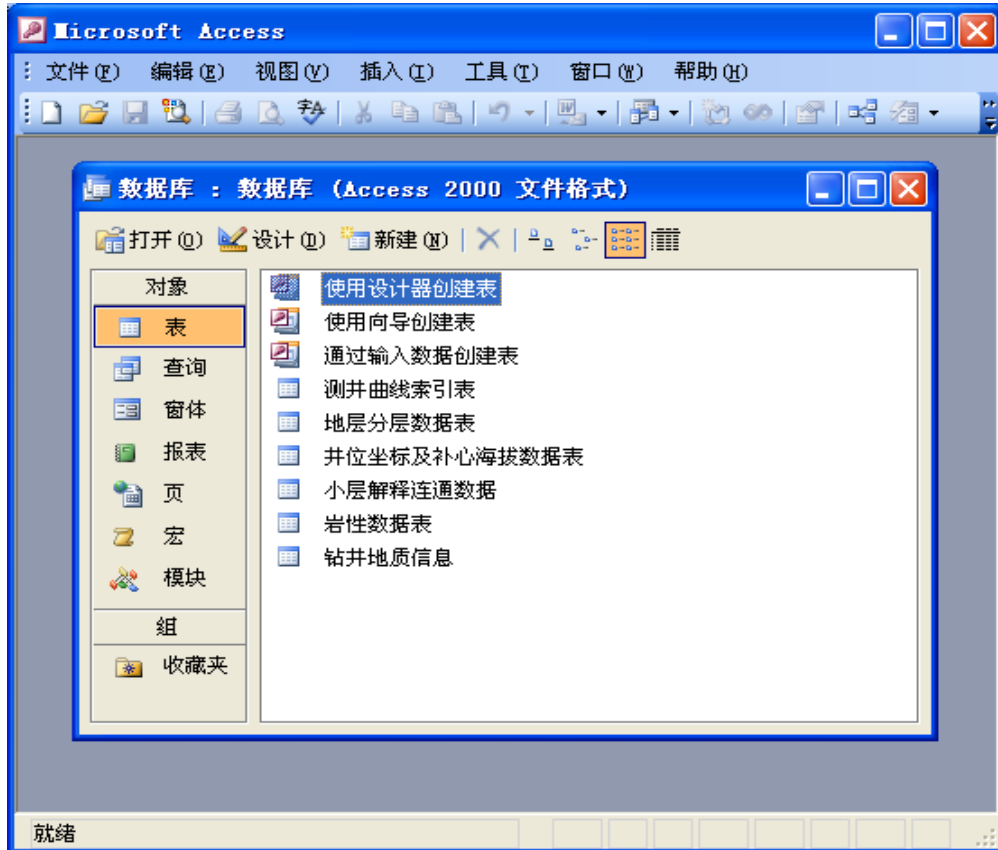 Microsoft Access
文件(F) 编辑(E) 视图(V) 插入(I) 工具(T) 窗口(W) 帮助(H)
数据库 : 数据库 (Access 2000 文件格式)
打开(O) 设计(D) 新建(N)
对象
表
查询
窗体
报表
页
宏
模块
组
收藏夹
使用设计器创建表
使用向导创建表
通过输入数据创建表
测井曲线索引表
地层分层数据表
井位坐标及补心海拔数据表
小层解释连通数据
岩性数据表
钻井地质信息
就绪